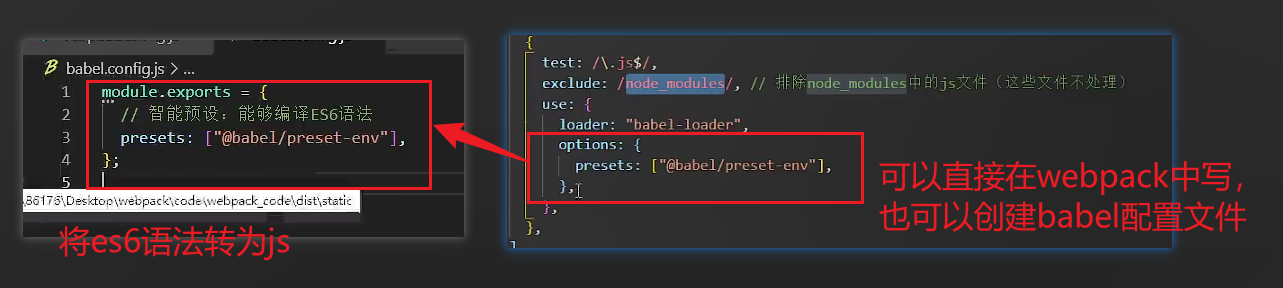 babel.config.js > ...
1 module.exports = {
2 // 智能预设：能够编译ES6语法
3 presets: ["@babel/preset-env"],
4 };
5
\86176\Desktop\webpack\code\webpack_code\dist\static
将es6语法转为js
{
test: /\.js$/,
exclude: /node_modules/, // 排除node_modules中的js文件（这些文件不处理）
use: {
loader: "babel-loader",
options: {
presets: ["@babel/preset-env"],
},
},
},
可以直接在webpack中写，
也可以创建babel配置文件